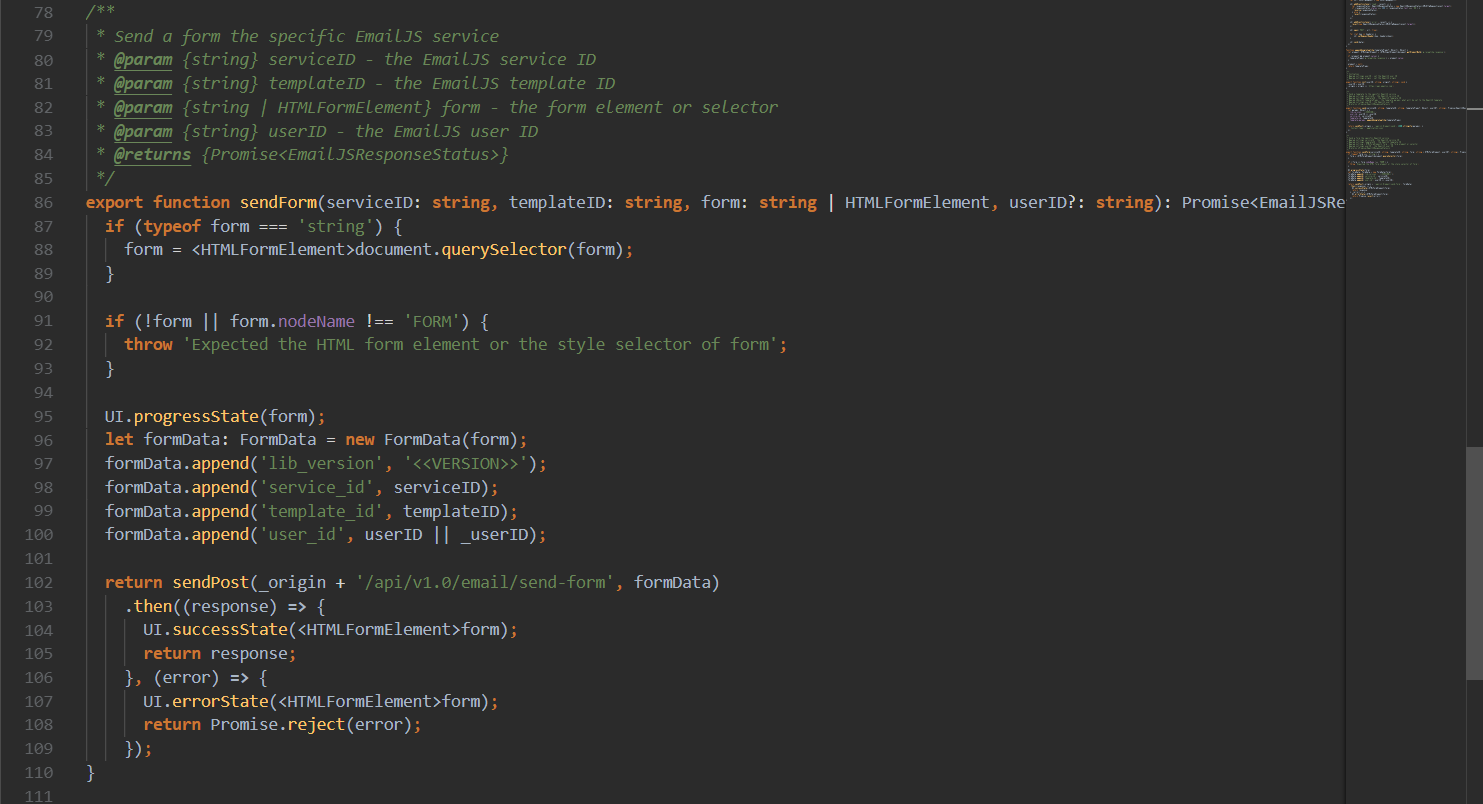 78 /**
79  * Send a form the specific EmailJS service
80  * @param {string} serviceID - the EmailJS service ID
81  * @param {string} templateID - the EmailJS template ID
82  * @param {string | HTMLFormElement} form - the form element or selector
83  * @param {string} userID - the EmailJS user ID
84  * @returns {Promise<EmailJSResponseStatus>}
85  */
86 export function sendForm(serviceID: string, templateID: string, form: string | HTMLFormElement, userID?: string): Promise<EmailJSRe
87   if (typeof form === 'string') {
88     form = <HTMLFormElement>document.querySelector(form);
89   }
90
91   if (!form || form.nodeName !== 'FORM') {
92     throw 'Expected the HTML form element or the style selector of form';
93   }
94
95   UI.progressState(form);
96   let formData: FormData = new FormData(form);
97   formData.append('lib_version', '<<VERSION>>');
98   formData.append('service_id', serviceID);
99   formData.append('template_id', templateID);
100   formData.append('user_id', userID || _userID);
101
102   return sendPost(_origin + '/api/v1.0/email/send-form', formData)
103     .then((response) => {
104       UI.successState(<HTMLFormElement>form);
105       return response;
106     }, (error) => {
107       UI.errorState(<HTMLFormElement>form);
108       return Promise.reject(error);
109     });
110 }
111